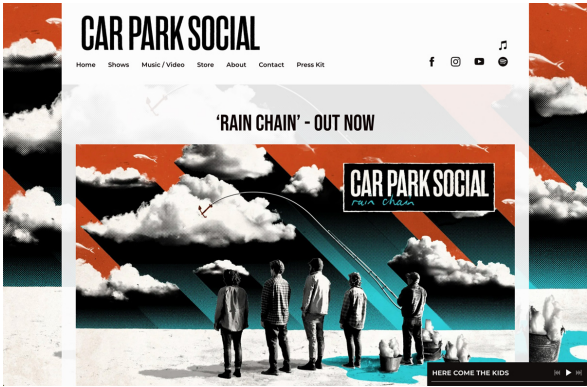 CAR PARK SOCIAL
Home Shows Music / Video Store About Contact Press Kit
'RAIN CHAIN' - OUT NOW
CAR PARK SOCIAL
rain chain
HERE COME THE KIDS